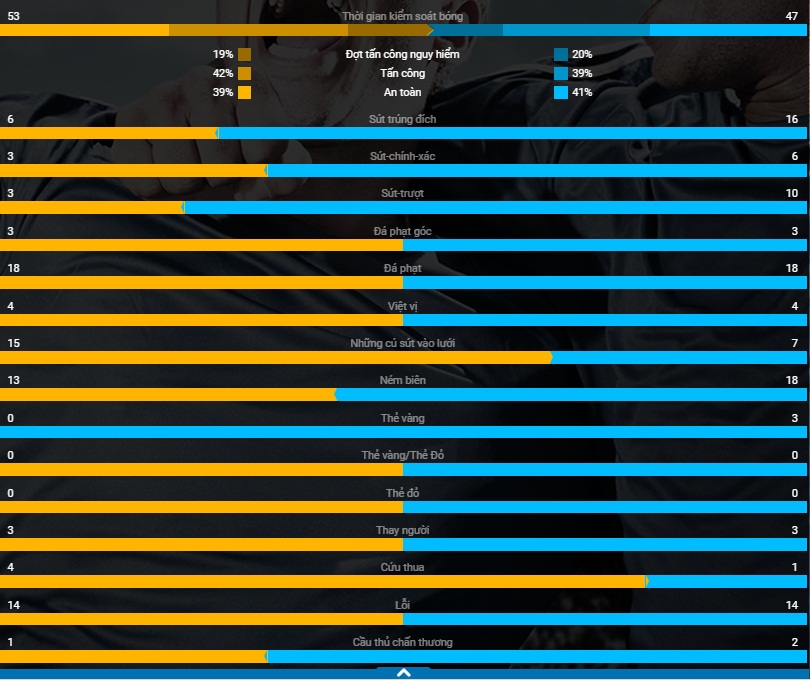 53 Thời gian kiểm soát bóng 47
19% Đợt tấn công nguy hiểm 20%
42% Tấn công 39%
39% An toàn 41%
6 Sút trúng đích 16
3 Sút-chính-xác 6
3 Sút-trượt 10
3 Đá phạt góc 3
18 Đá phạt 18
4 Việt vị 4
15 Những cú sút vào lưới 7
13 Ném biên 18
0 Thẻ vàng 3
0 Thẻ vàng/Thẻ Đỏ 0
0 Thẻ đỏ 0
3 Thay người 3
4 Cứu thua 1
14 Lỗi 14
1 Cầu thủ chấn thương 2